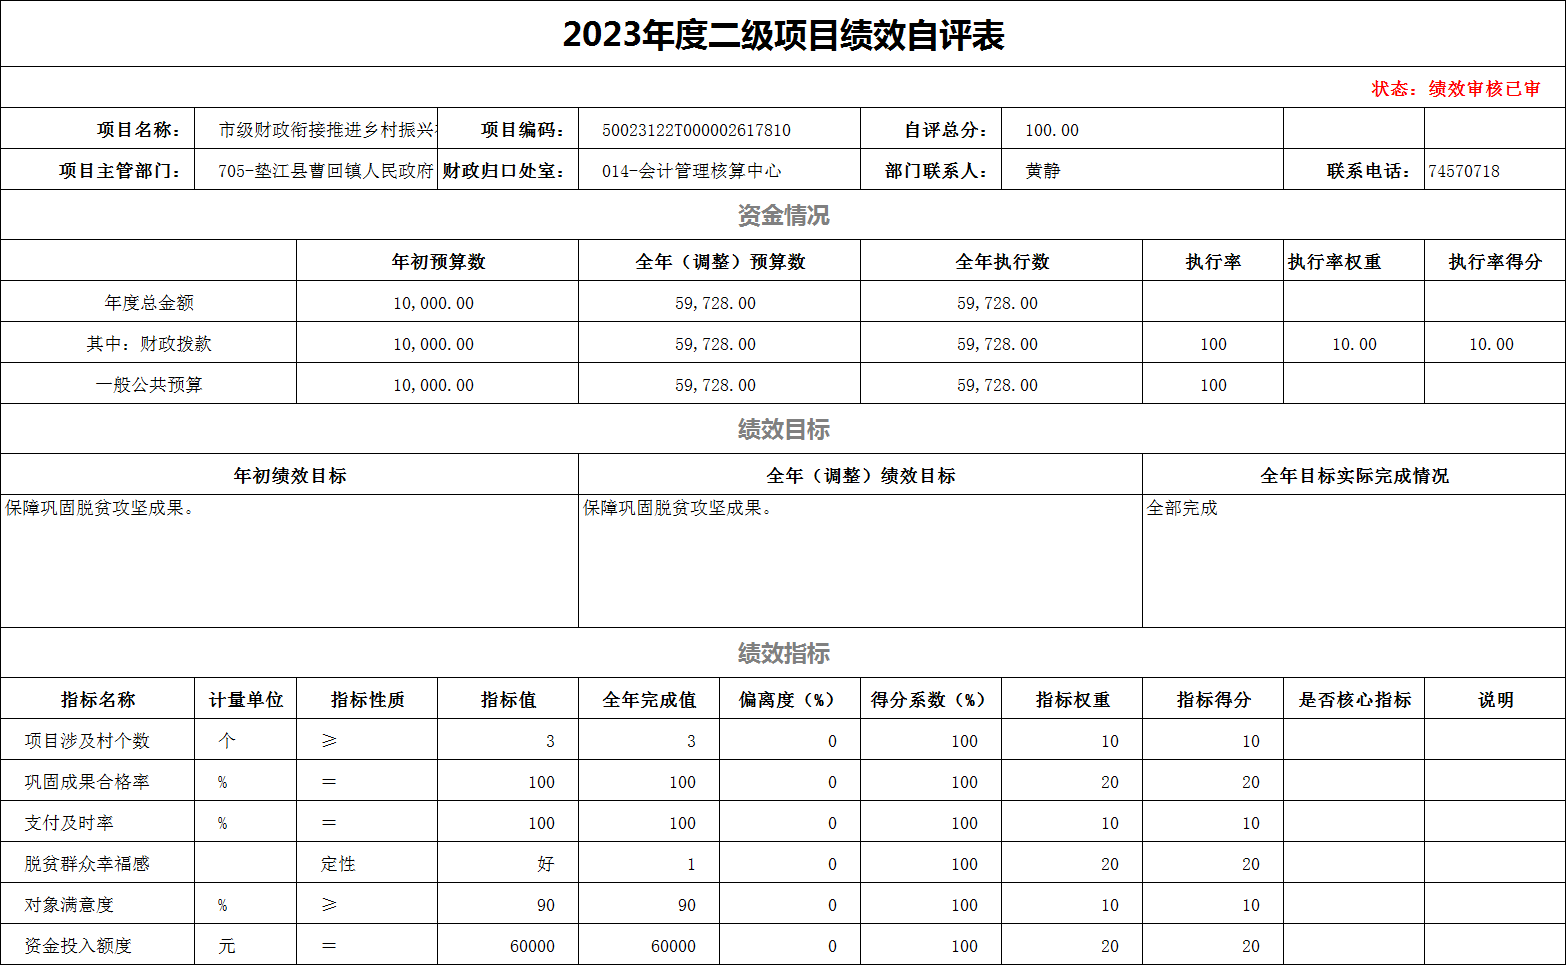 2023年度二级项目绩效自评表
状态：绩效审核已审
项目名称： 市级财政衔接推进乡村振兴 项目编码： 50023122T000002617810 自评总分： 100.00
项目主管部门： 705-垫江县曹回镇人民政府 财政归口处室： 014-会计管理核算中心 部门联系人： 黄静 联系电话： 74570718
资金情况
年初预算数 全年（调整）预算数 全年执行数 执行率 执行率权重 执行率得分
年度总金额 10,000.00 59,728.00 59,728.00
其中：财政拨款 10,000.00 59,728.00 59,728.00 100 10.00 10.00
一般公共预算 10,000.00 59,728.00 59,728.00 100
绩效目标
年初绩效目标 全年（调整）绩效目标 全年目标实际完成情况
保障巩固脱贫攻坚成果。 保障巩固脱贫攻坚成果。 全部完成
绩效指标
指标名称 计量单位 指标性质 指标值 全年完成值 偏离度（%） 得分系数（%） 指标权重 指标得分 是否核心指标 说明
项目涉及村个数 个 ≥ 3 3 0 100 10 10
巩固成果合格率 % ＝ 100 100 0 100 20 20
支付及时率 % ＝ 100 100 0 100 10 10
脱贫群众幸福感 定性 好 1 0 100 20 20
对象满意度 % ≥ 90 90 0 100 10 10
资金投入额度 元 ＝ 60000 60000 0 100 20 20